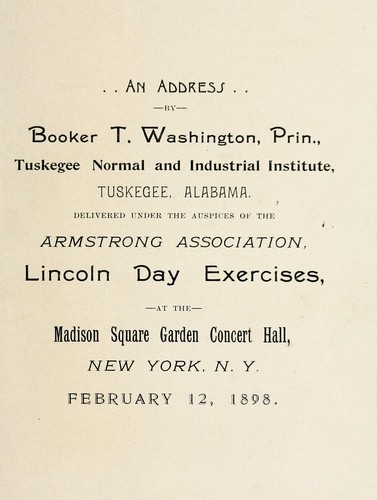 . . AN ADDRESS . .
—BY—
Booker T. Washington, Prin.,
Tuskegee Normal and Industrial Institute,
TUSKEGEE, ALABAMA.
DELIVERED UNDER THE AUSPICES OF THE
ARMSTRONG ASSOCIATION,
Lincoln Day Exercises,
—AT THE—
Madison Square Garden Concert Hall,
NEW YORK, N. Y.
FEBRUARY 12, 1898.